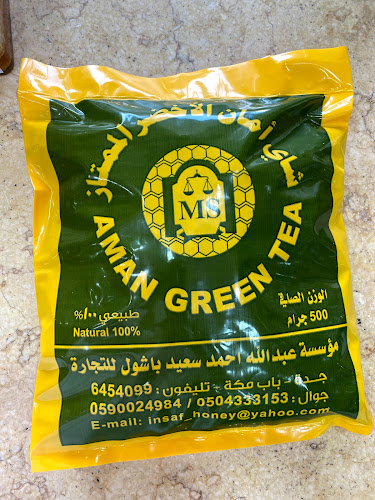 شاي أمان الأخضر الممتاز
MS
AMAN GREEN TEA
طبيعي ١٠٠%
Natural 100%
الوزن الصافي
500 جرام
مؤسسة عبدالله أحمد سعيد باشول للتجارة
جـدة - باب مكة - تليفون : 6454099
جوال : 0504333153 / 0590024984
E-mail: insaf_honey@yahoo.com